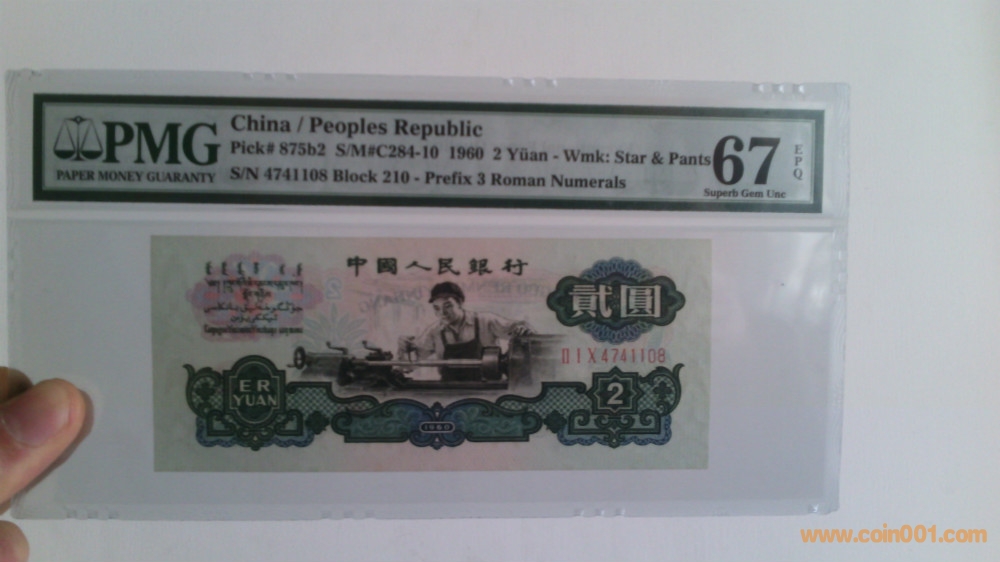 PMG
PAPER MONEY GUARANTY
China / Peoples Republic
Pick# 875b2 S/M#C284-10 1960 2 Yüan - Wmk: Star & Pants
S/N 4741108 Block 210 - Prefix 3 Roman Numerals
67
EPQ
Superb Gem Unc
中國人民銀行
貳圓
II I X 4741108
ER
YUAN
2
1960
www.coin001.com